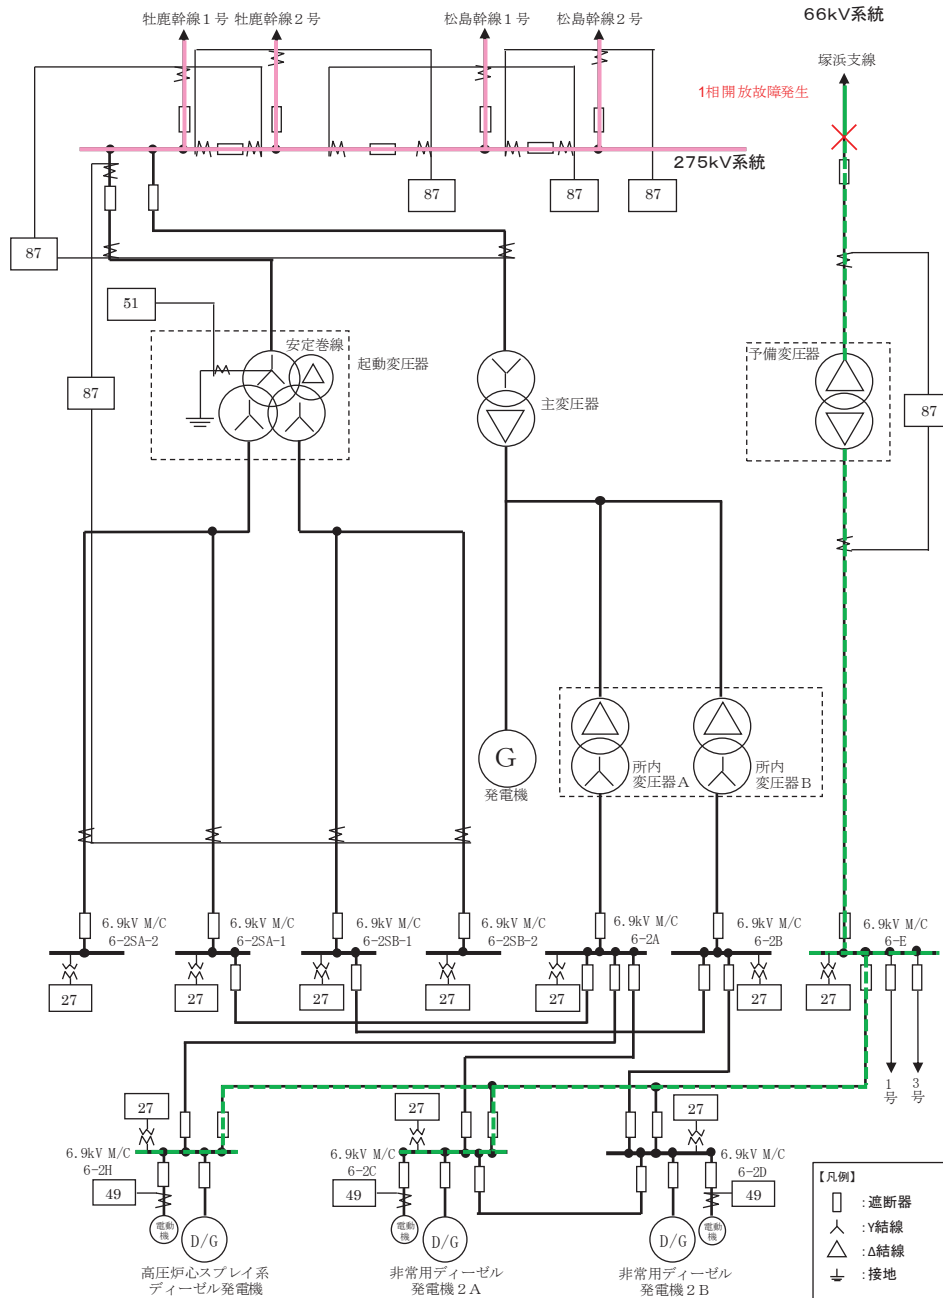 66kV系統
牡鹿幹線1号 牡鹿幹線2号 松島幹線1号 松島幹線2号
塚浜支線
1相開放故障発生
275kV系統
87
87
87
87
51
安定巻線
起動変圧器
予備変圧器
87
主変圧器
87
G
発電機
所内
変圧器A
所内
変圧器B
6.9kV M/C
6-2SA-2
6.9kV M/C
6-2SA-1
6.9kV M/C
6-2SB-1
6.9kV M/C
6-2SB-2
6.9kV M/C
6-2A
6.9kV M/C
6-2B
6.9kV M/C
6-E
27
27
27
27
27
27
27
1号
3号
27
27
27
6.9kV M/C
6-2H
6.9kV M/C
6-2C
6.9kV M/C
6-2D
49
49
49
電動機
D/G
電動機
D/G
D/G
電動機
高圧炉心スプレイ系
ディーゼル発電機
非常用ディーゼル
発電機2A
非常用ディーゼル
発電機2B
【凡例】
:遮断器
:Y結線
:Δ結線
:接地